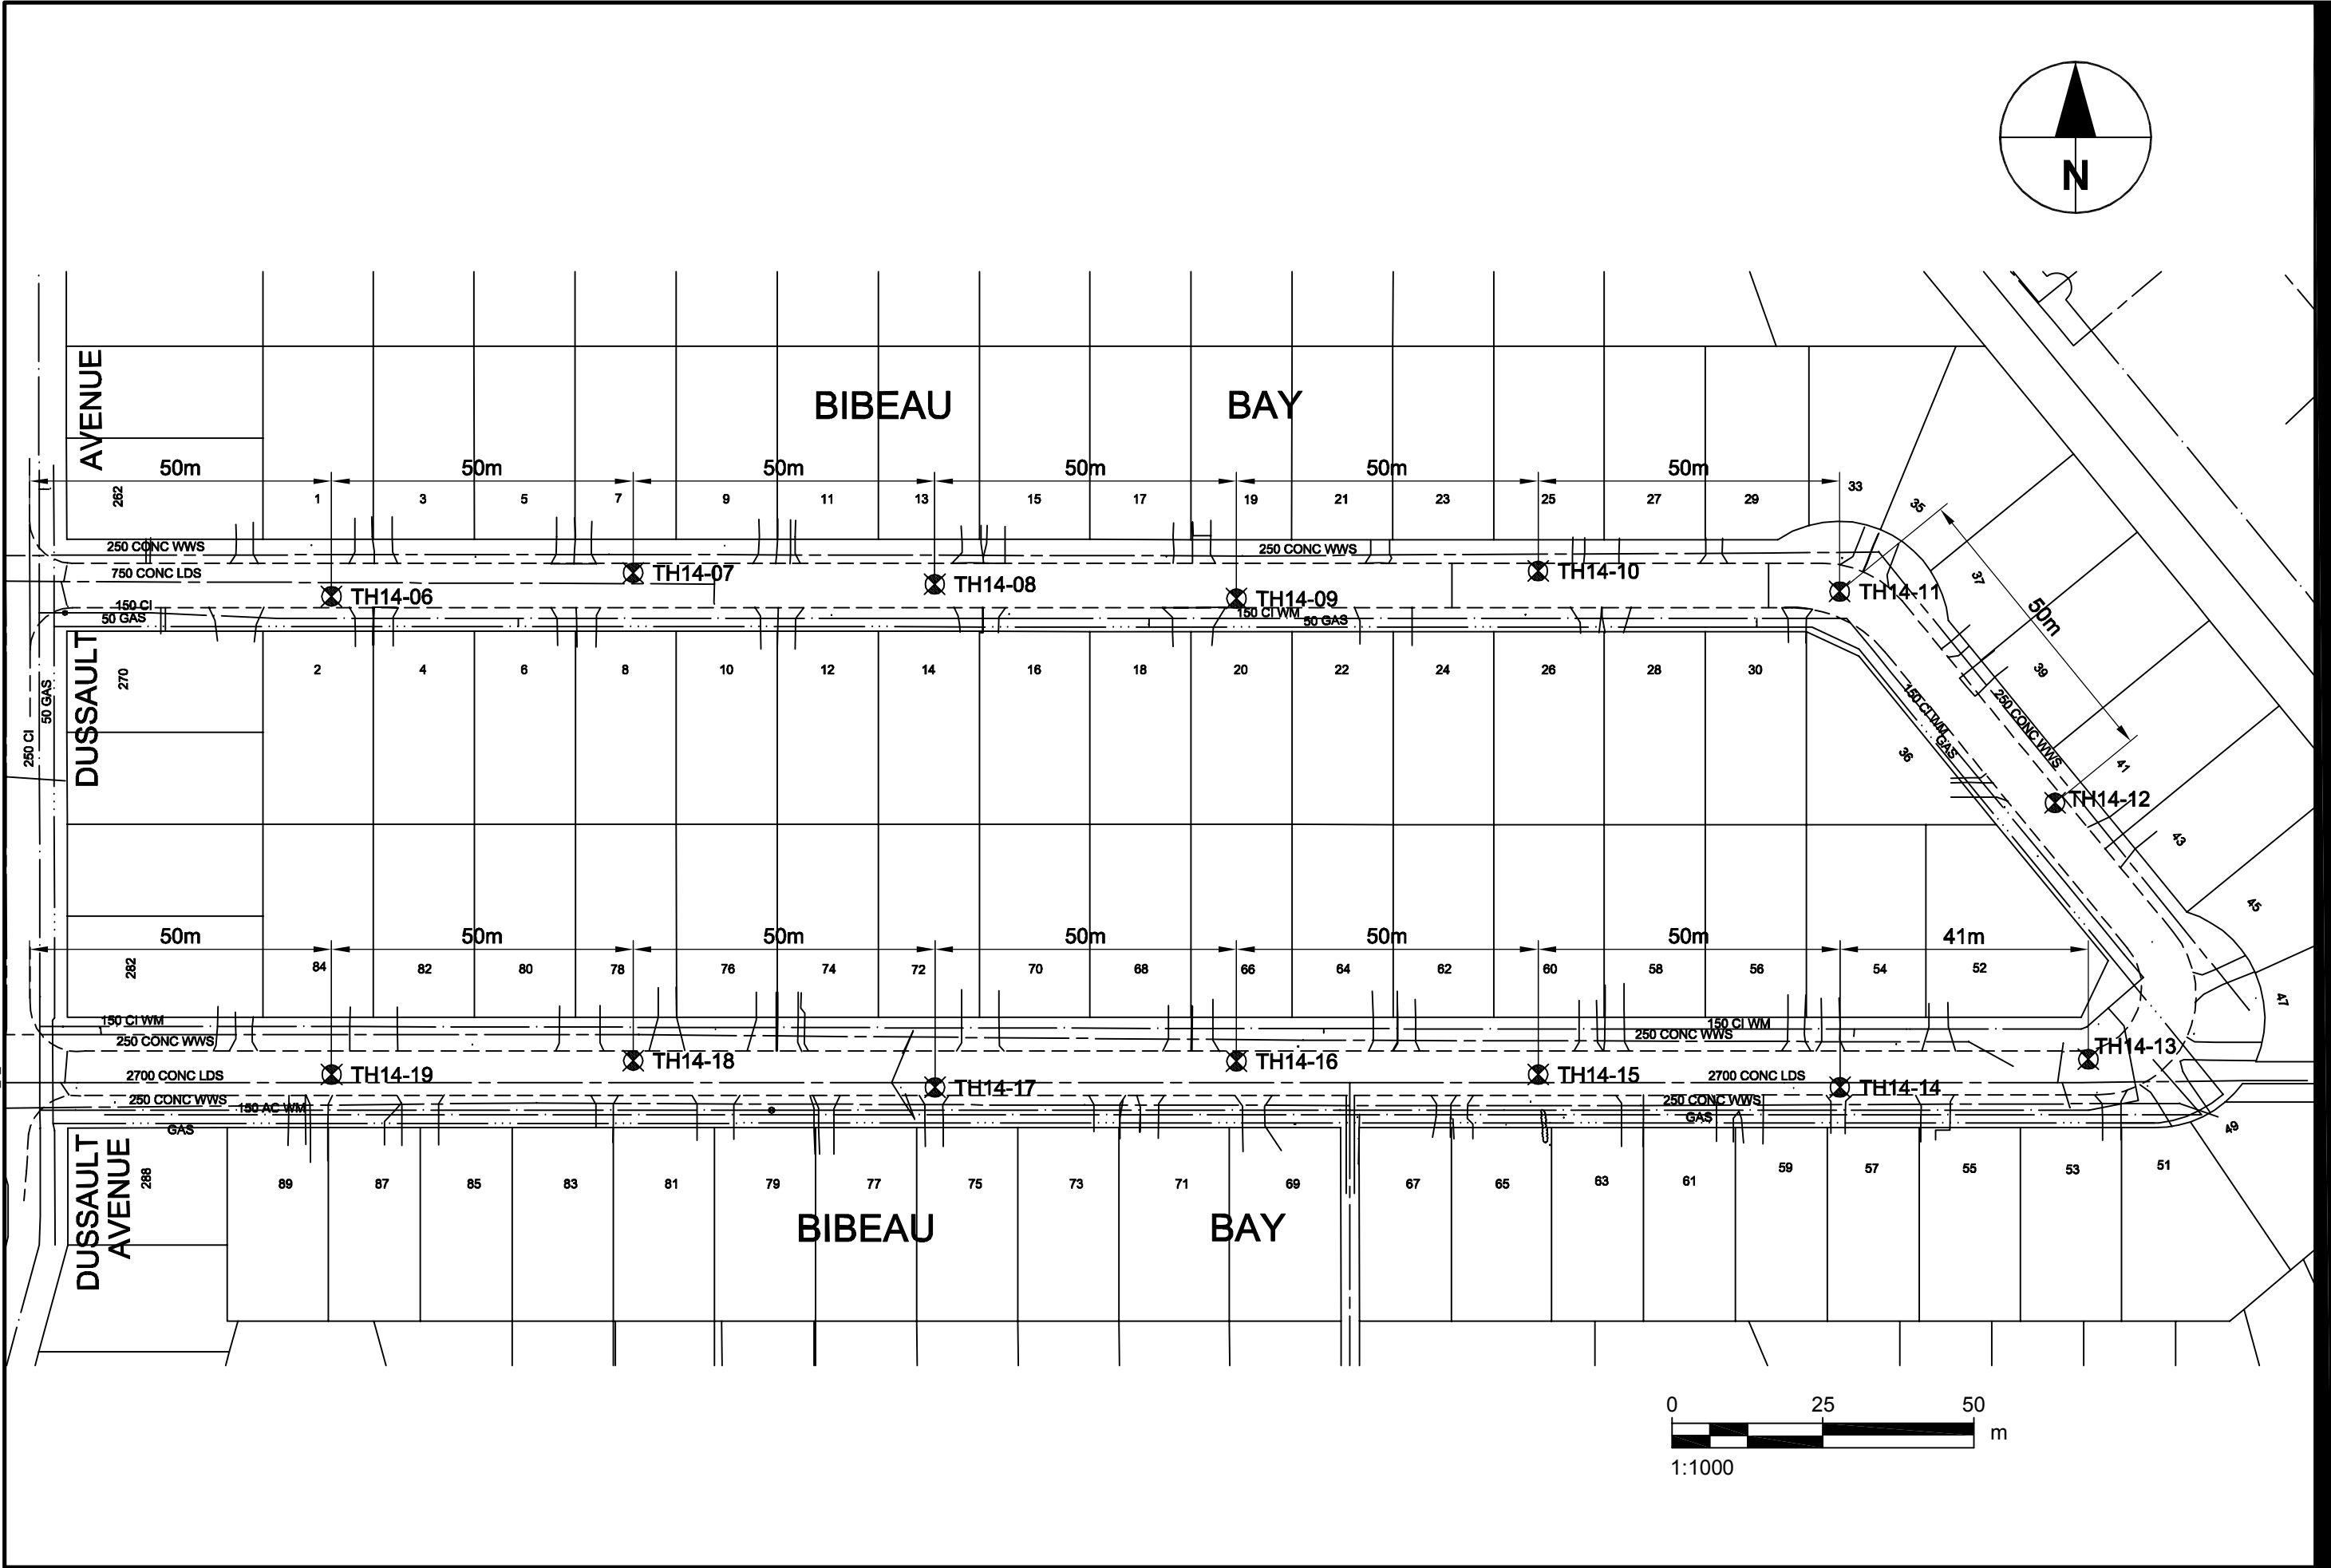 N
AVENUE
BIBEAU BAY
50m 50m 50m 50m 50m 50m
262 1 3 5 7 9 11 13 15 17 19 21 23 25 27 29 33
35
250 CONC WWS 250 CONC WWS
750 CONC LDS
TH14-06 TH14-07 TH14-08 TH14-09 TH14-10 TH14-11
37
150 CI 150 CI WM
50 GAS 50 GAS
50m
DUSSAULT
270 2 4 6 8 10 12 14 16 18 20 22 24 26 28 30
39
50 GAS
250 CI
150 CI WM
GAS
250 CONC WWS
36
41
TH14-12
43
45
50m 50m 50m 50m 50m 50m 41m
282 84 82 80 78 76 74 72 70 68 66 64 62 60 58 56 54 52
47
150 CI WM 150 CI WM
250 CONC WWS 250 CONC WWS
TH14-19 TH14-18 TH14-17 TH14-16 TH14-15 TH14-14 TH14-13
2700 CONC LDS 2700 CONC LDS
250 CONC WWS 250 CONC WWS
150 AC WM
GAS GAS
49
DUSSAULT
AVENUE
288 89 87 85 83 81 79 77 75 73 71 69 67 65 63 61 59 57 55 53 51
BIBEAU BAY
0 25 50
m
1:1000